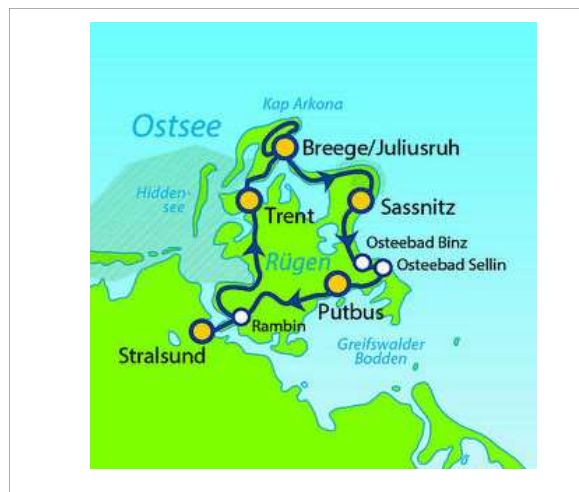 Kap Arkona
Ostsee
Breege/Juliusruh
Hidden-
see
Trent
Sassnitz
Osteebad Binz
Osteebad Sellin
Rügen
Putbus
Rambin
Stralsund
Greifswalder
Bodden